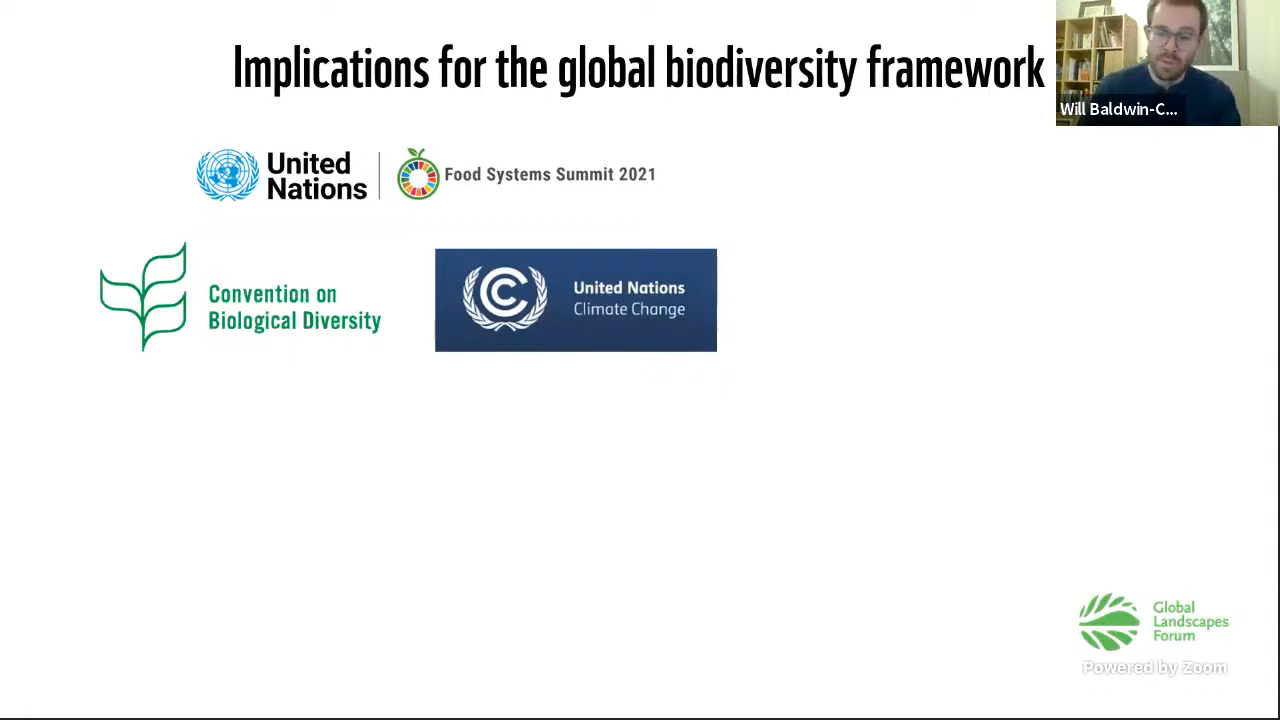 Implications for the global biodiversity framework
Will Baldwin-C...
United
Nations
Food Systems Summit 2021
Convention on
Biological Diversity
United Nations
Climate Change
Global
Landscapes
Forum
Powered by Zoom